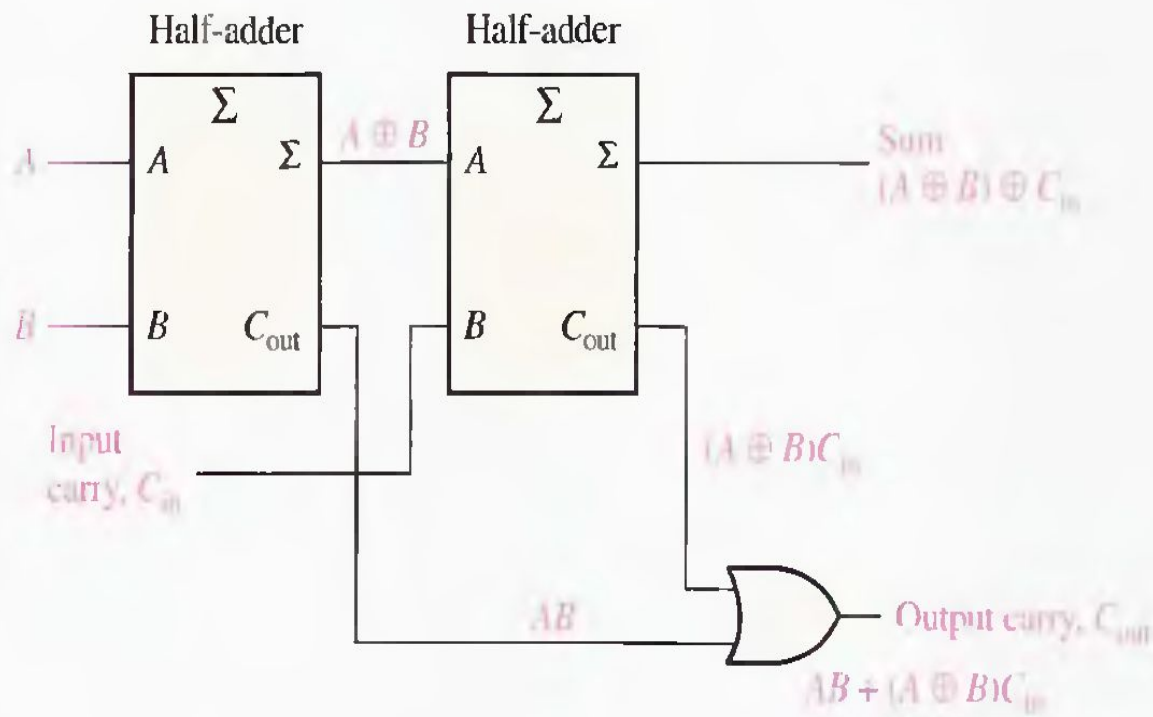 Half-adder
Half-adder
Σ
Σ
A
A
Σ
A ⊕ B
A
Σ
Sum
(A ⊕ B) ⊕ C_in
B
B
C_out
B
C_out
Input
carry, C_in
(A ⊕ B)C_in
AB
Output carry, C_out
AB + (A ⊕ B)C_in